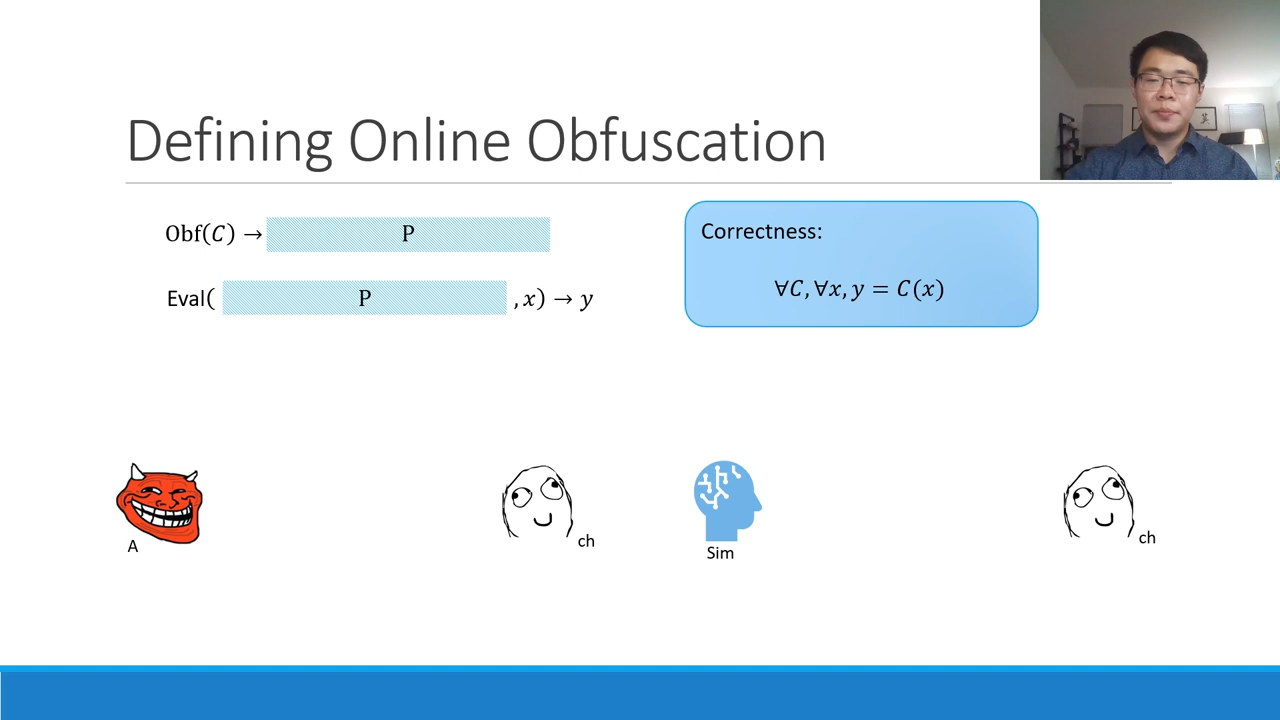 Defining Online Obfuscation
Obf(𝐶) → P
Eval( P , 𝑥) → 𝑦
Correctness:
∀𝐶, ∀𝑥, 𝑦 = 𝐶(𝑥)
A
ch
Sim
ch